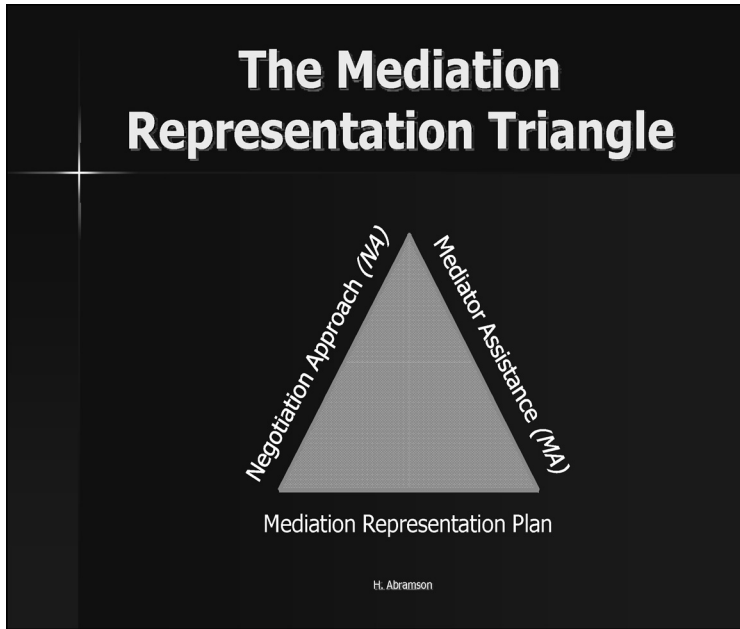 The Mediation
Representation Triangle
Negotiation Approach (NA)
Mediator Assistance (MA)
Mediation Representation Plan
H. Abramson